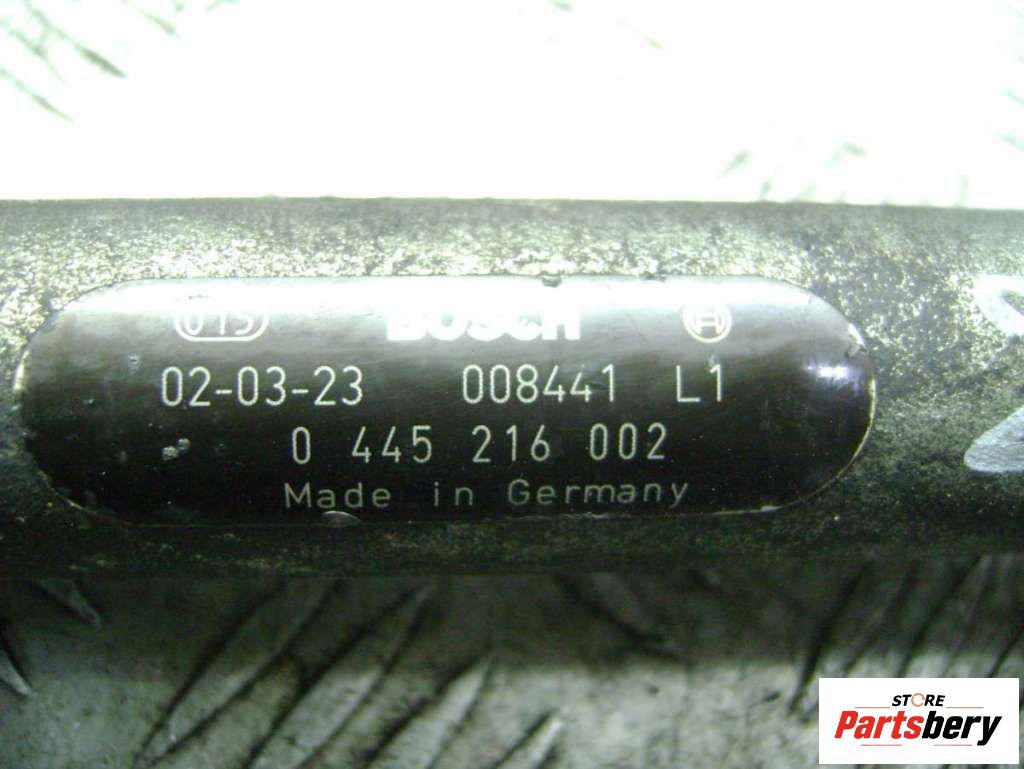 015 BOSCH
02-03-23 008441 L1
0 445 216 002
Made in Germany
STORE
Partsbery